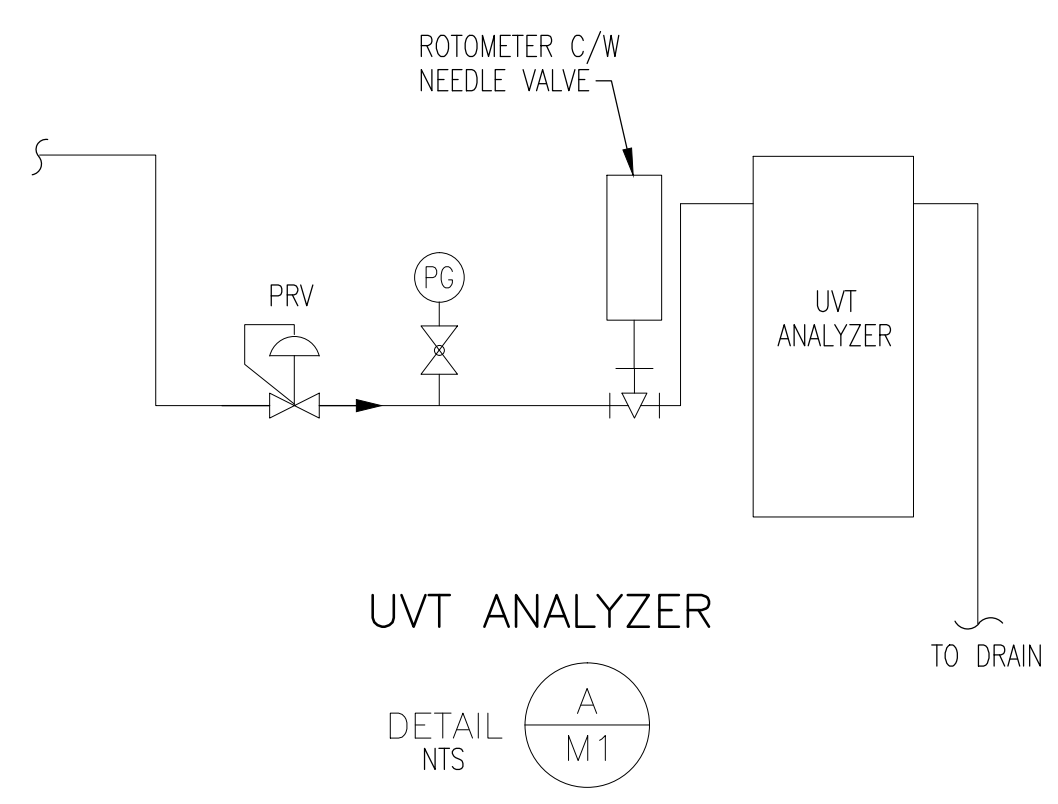 ROTOMETER C/W
NEEDLE VALVE
PRV
PG
UVT
ANALYZER
TO DRAIN
UVT ANALYZER
DETAIL
NTS
A
M1